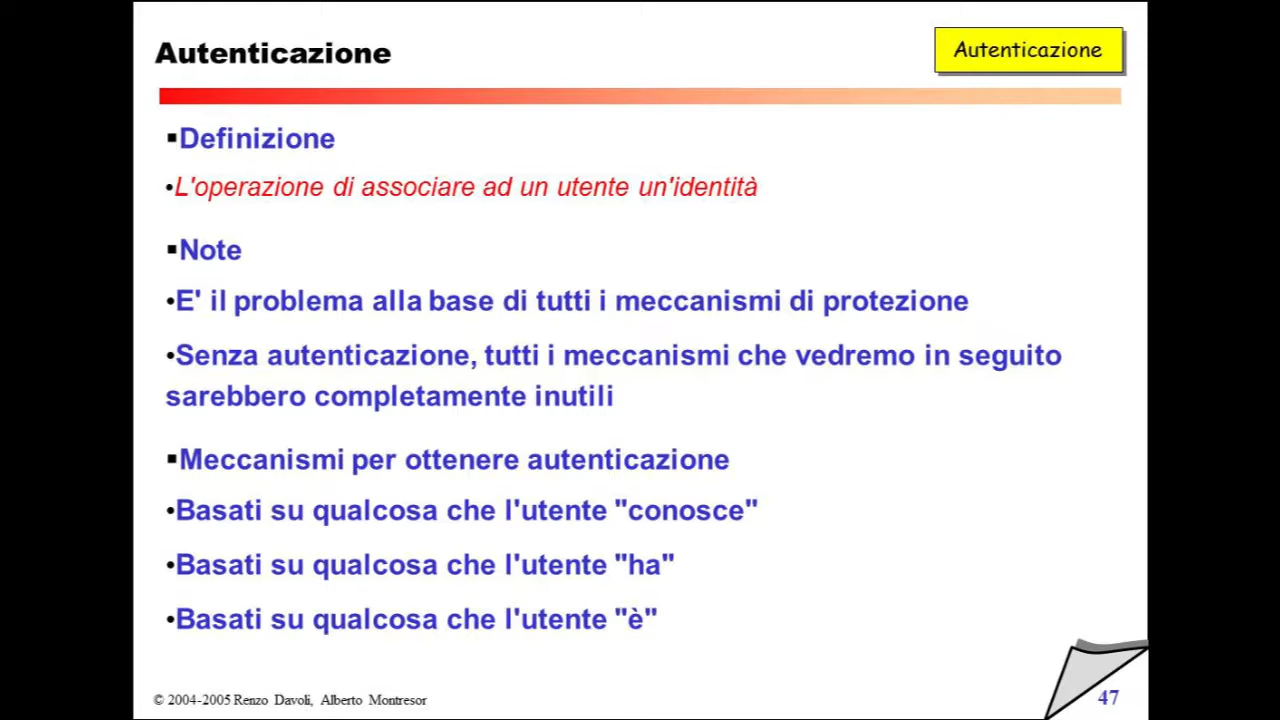 Autenticazione
Autenticazione
▪Definizione
•L'operazione di associare ad un utente un'identità
▪Note
•E' il problema alla base di tutti i meccanismi di protezione
•Senza autenticazione, tutti i meccanismi che vedremo in seguito
sarebbero completamente inutili
▪Meccanismi per ottenere autenticazione
•Basati su qualcosa che l'utente "conosce"
•Basati su qualcosa che l'utente "ha"
•Basati su qualcosa che l'utente "è"
© 2004-2005 Renzo Davoli, Alberto Montresor
47